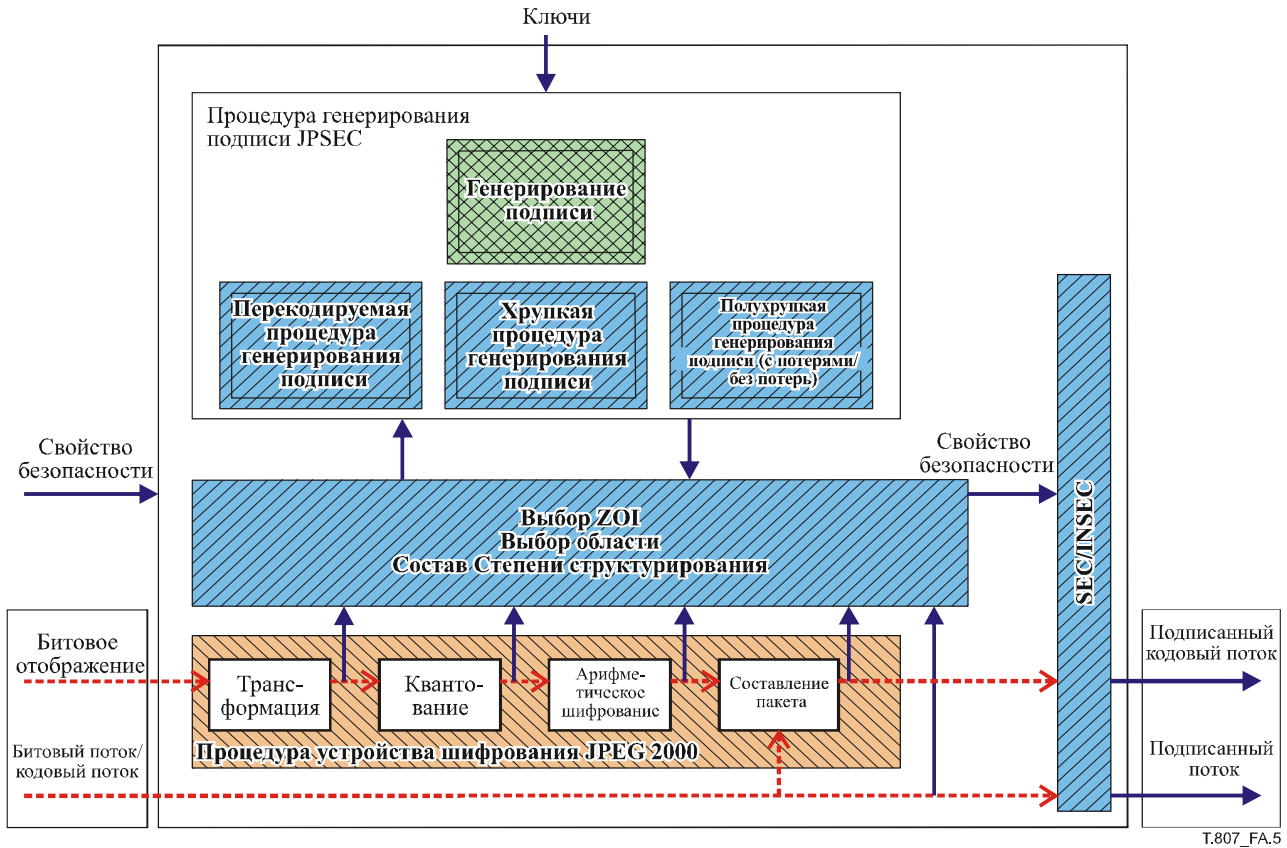 Ключи
Процедура генерирования
подписи JPSEC
Генерирование
подписи
Перекодируемая
процедура
генерирования
подписи
Хрупкая
процедура
генерирования
подписи
Полухрупкая
процедура
генерирования
подписи (с потерями/
без потерь)
Свойство
безопасности
Свойство
безопасности
Выбор ZOI
Выбор области
Состав Степени структурирования
SEC/INSEC
Битовое
отображение
Транс-
формация
Кванто-
вание
Арифме-
тическое
шифрование
Составление
пакета
Процедура устройства шифрования JPEG 2000
Битовый поток/
кодовый поток
Подписанный
кодовый поток
Подписанный
поток
T.807_FA.5